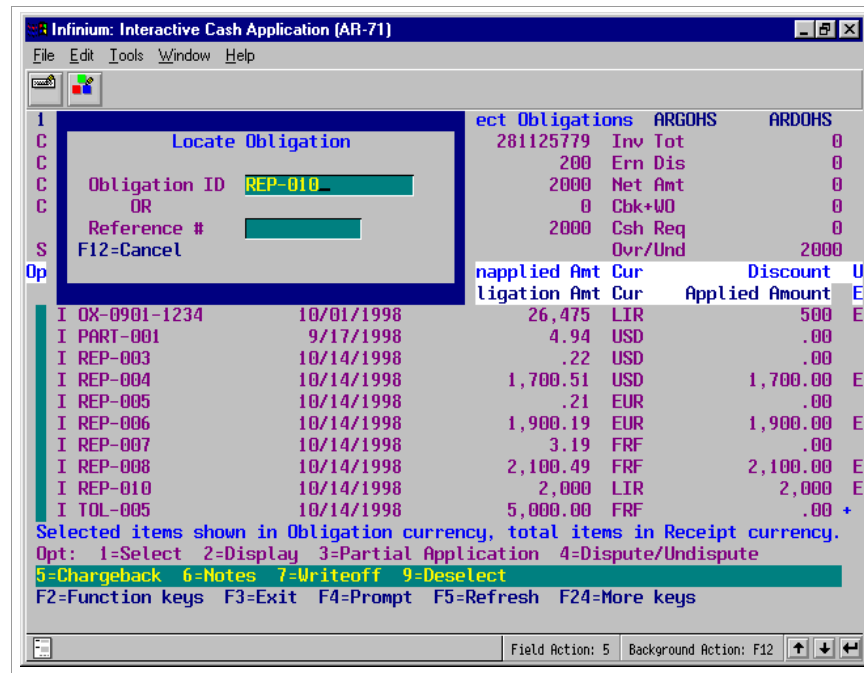 Infinium: Interactive Cash Application (AR-71)
File Edit Tools Window Help
1 ect Obligations ARGOHS ARDOHS
C Locate Obligation 281125779 Inv Tot 0
C 200 Ern Dis 0
C Obligation ID REP-010_ 2000 Net Amt 0
C OR 0 Cbk+WO 0
Reference # 2000 Csh Req 0
S F12=Cancel Ovr/Und 2000
Op napplied Amt Cur Discount U
ligation Amt Cur Applied Amount E
I OX-0901-1234 10/01/1998 26,475 LIR 500 E
I PART-001 9/17/1998 4.94 USD .00
I REP-003 10/14/1998 .22 USD .00
I REP-004 10/14/1998 1,700.51 USD 1,700.00 E
I REP-005 10/14/1998 .21 EUR .00
I REP-006 10/14/1998 1,900.19 EUR 1,900.00 E
I REP-007 10/14/1998 3.19 FRF .00
I REP-008 10/14/1998 2,100.49 FRF 2,100.00 E
I REP-010 10/14/1998 2,000 LIR 2,000 E
I TOL-005 10/14/1998 5,000.00 FRF .00 +
Selected items shown in Obligation currency, total items in Receipt currency.
Opt: 1=Select 2=Display 3=Partial Application 4=Dispute/Undispute
5=Chargeback 6=Notes 7=Writeoff 9=Deselect
F2=Function keys F3=Exit F4=Prompt F5=Refresh F24=More keys
Field Action: 5 Background Action: F12